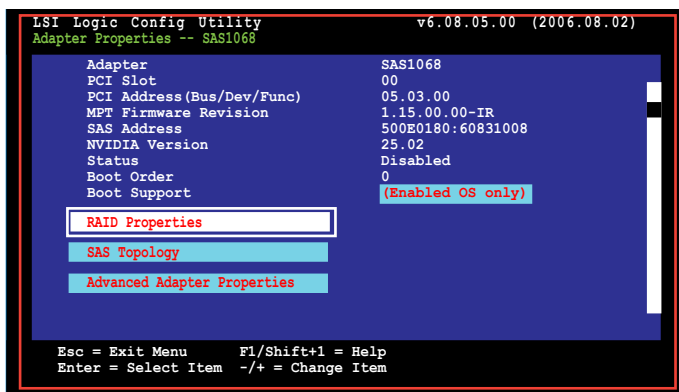 LSI Logic Config Utility v6.08.05.00 (2006.08.02)
Adapter Properties -- SAS1068
Adapter SAS1068
PCI Slot 00
PCI Address(Bus/Dev/Func) 05.03.00
MPT Firmware Revision 1.15.00.00-IR
SAS Address 500E0180:60831008
NVIDIA Version 25.02
Status Disabled
Boot Order 0
Boot Support (Enabled OS only)
RAID Properties
SAS Topology
Advanced Adapter Properties
Esc = Exit Menu F1/Shift+1 = Help
Enter = Select Item -/+ = Change Item